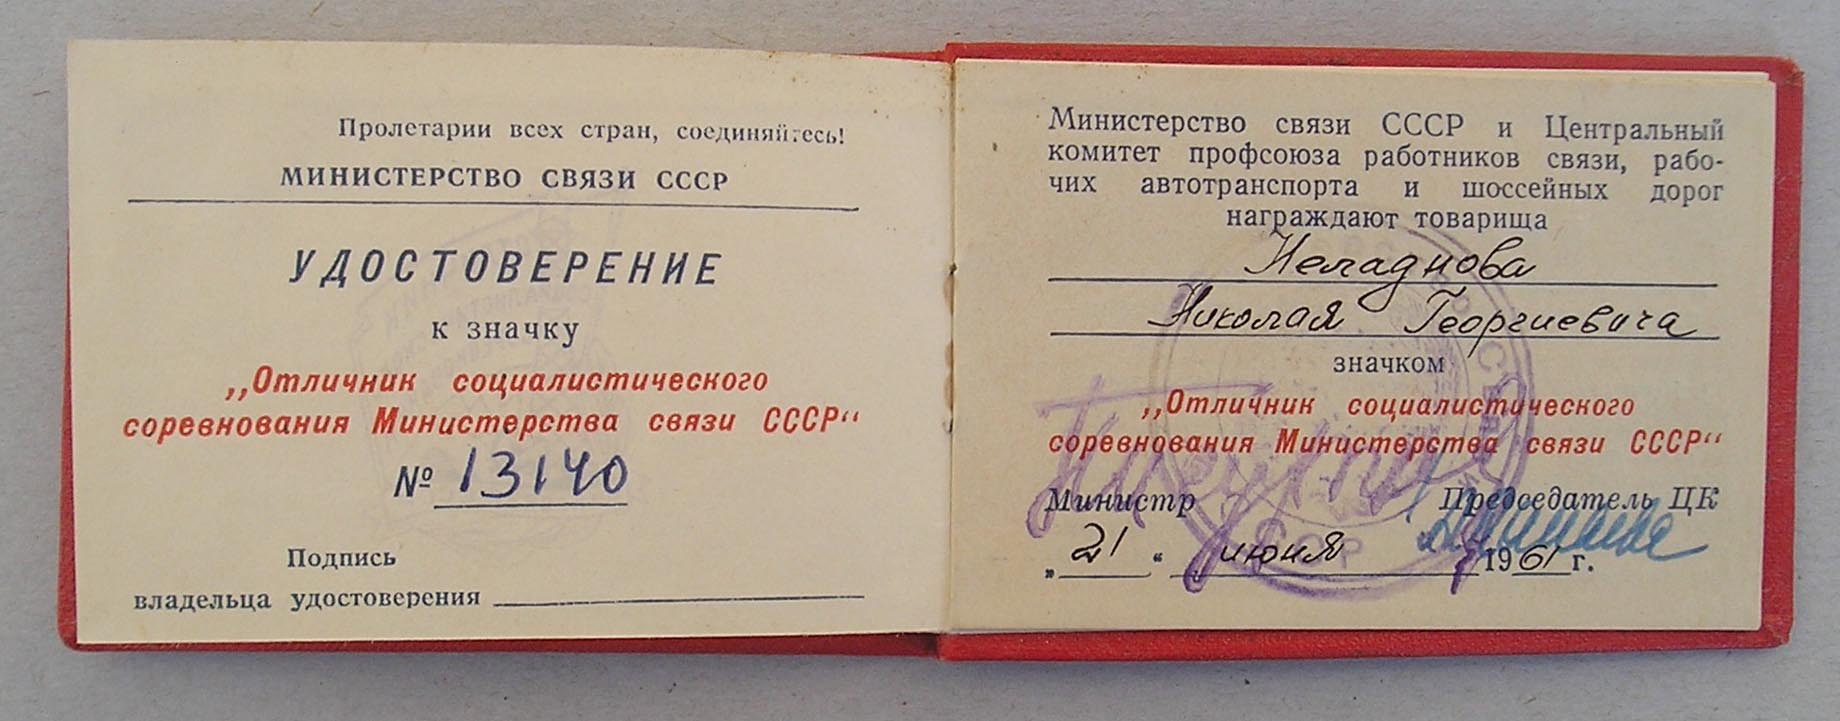 Пролетарии всех стран, соединяйтесь!
МИНИСТЕРСТВО СВЯЗИ СССР
УДОСТОВЕРЕНИЕ
к значку
„Отличник социалистического
соревнования Министерства связи СССР“
№ 13140
Подпись
владельца удостоверения
Министерство связи СССР и Центральный
комитет профсоюза работников связи, рабо-
чих автотранспорта и шоссейных дорог
награждают товарища
Неладнова
Николая Георгиевича
значком
„Отличник социалистического
соревнования Министерства связи СССР“
Министр Председатель ЦК
„21“ июня 1961 г.